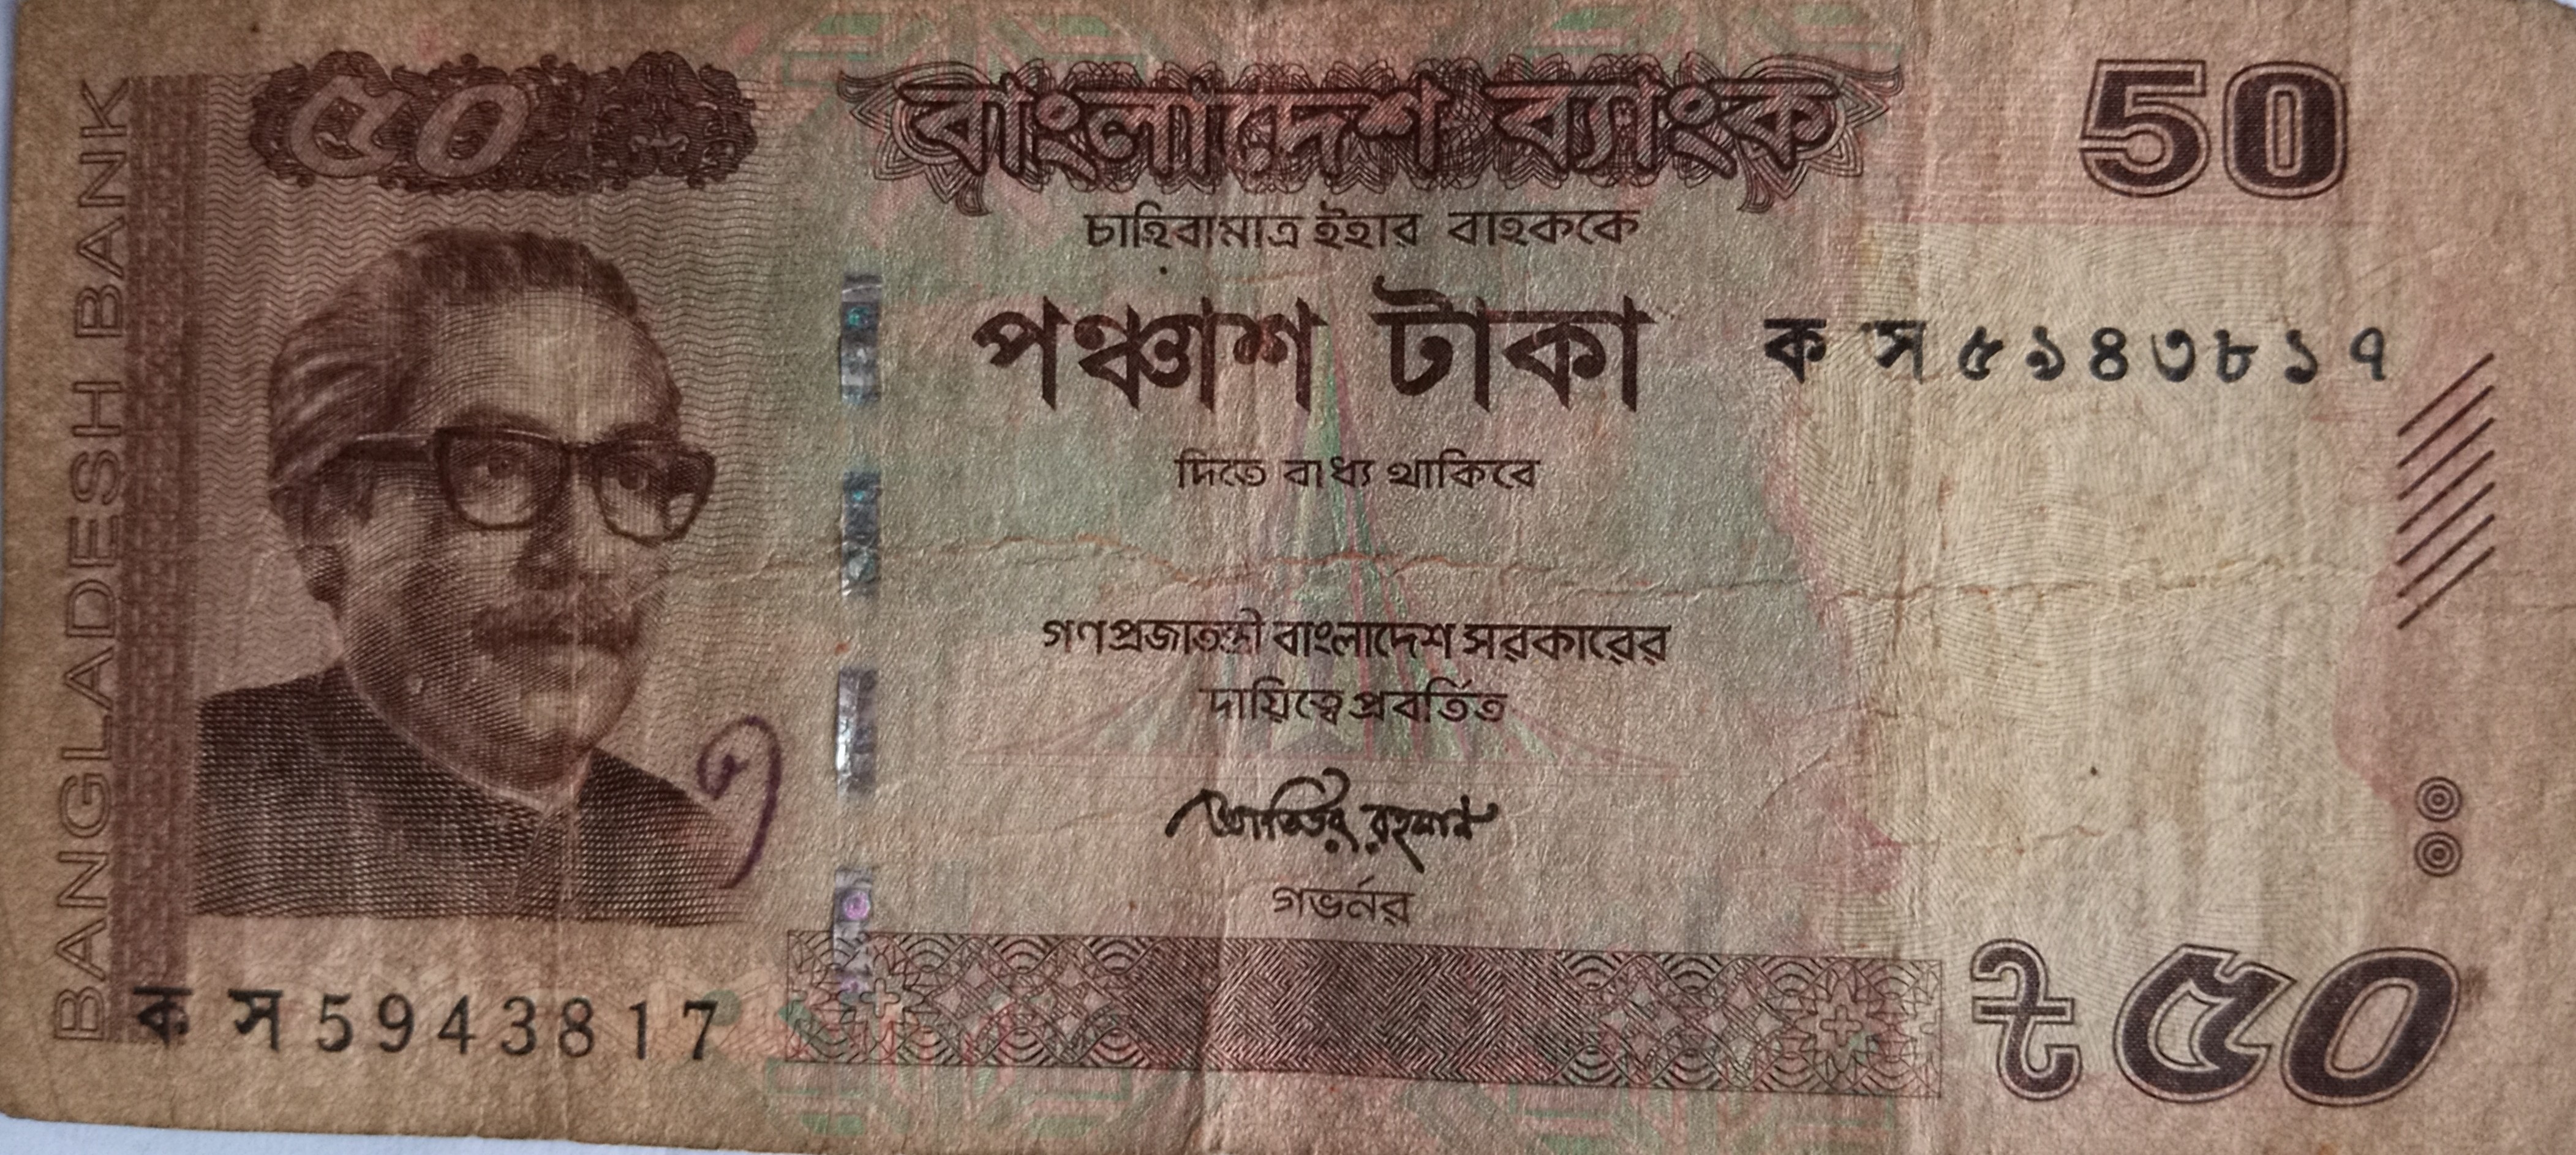 BANGLADESH BANK
৫০
বাংলাদেশ ব্যাংক
50
চাহিবামাত্র ইহার বাহককে
পঞ্চাশ টাকা
ক স ৫৯৪৩৮১৭
দিতে বাধ্য থাকিবে
গণপ্রজাতন্ত্রী বাংলাদেশ সরকারের
দায়িত্বে প্রবর্তিত
আতিউর রহমান
গভর্নর
ক স 5943817
৳ ৫০